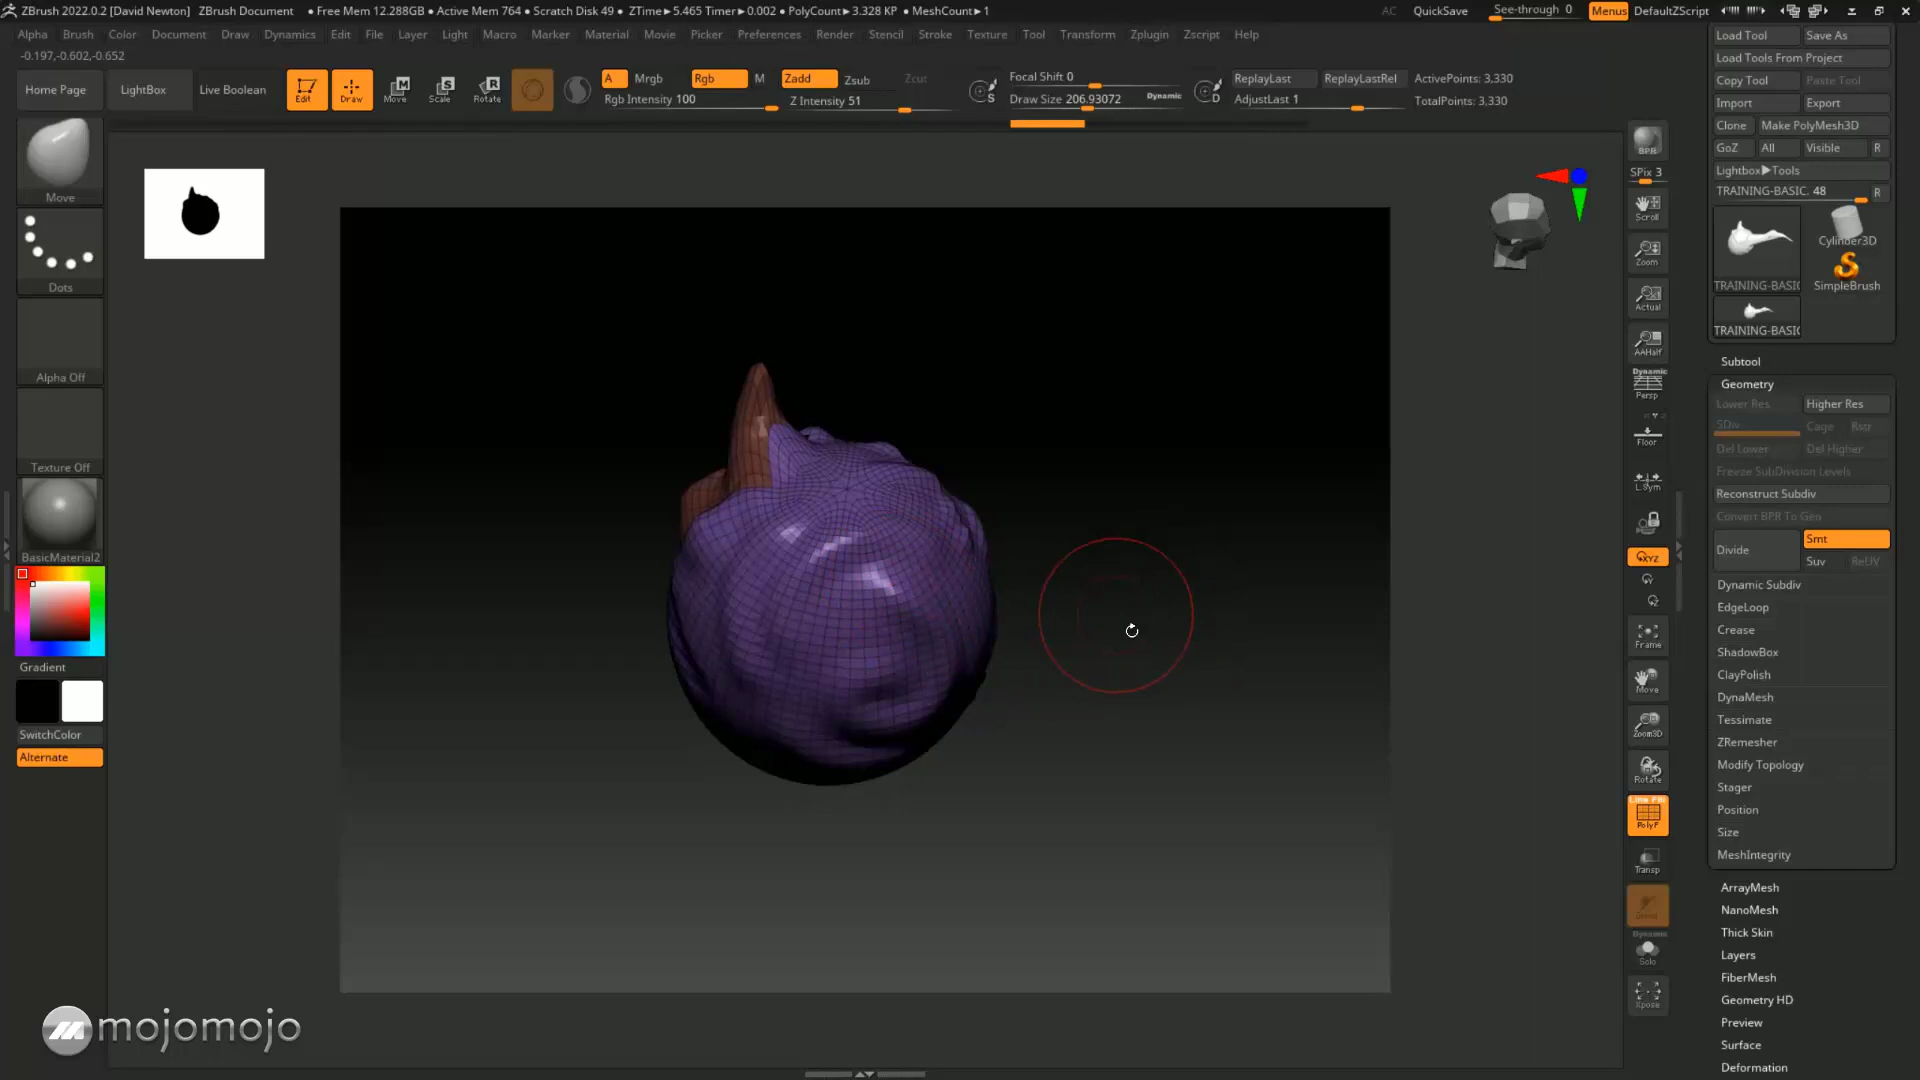 ZBrush 2022.0.2 [David Newton] ZBrush Document • Free Mem 12.288GB • Active Mem 764 • Scratch Disk 49 • ZTime►5.465 Timer►0.002 • PolyCount►3.328 KP • MeshCount►1 AC QuickSave See-through 0 Menus DefaultZScript
Alpha Brush Color Document Draw Dynamics Edit File Layer Light Macro Marker Material Movie Picker Preferences Render Stencil Stroke Texture Tool Transform Zplugin Zscript Help
-0.197,-0.602,-0.652
Home Page LightBox Live Boolean Edit Draw Move Scale Rotate
A Mrgb Rgb M Zadd Zsub Zcut
Rgb Intensity 100 Z Intensity 51
Focal Shift 0
Draw Size 206.93072 Dynamic
ReplayLast ReplayLastRel ActivePoints: 3,330
AdjustLast 1 TotalPoints: 3,330
Move
Dots
Alpha Off
Texture Off
BasicMaterial2
Gradient
SwitchColor
Alternate
BPR
SPix 3
Scroll
Zoom
Actual
AAHalf
Dynamic
Persp
Floor
L.Sym
XYZ
Frame
Move
Zoom3D
Rotate
Line Fill
PolyF
Transp
Dynamic
Solo
Xpose
Load Tool Save As
Load Tools From Project
Copy Tool Paste Tool
Import Export
Clone Make PolyMesh3D
GoZ All Visible R
Lightbox►Tools
TRAINING-BASIC. 48 R
Cylinder3D
TRAINING-BASIC SimpleBrush
TRAINING-BASIC
Subtool
Geometry
Lower Res Higher Res
SDiv Cage Rstr
Del Lower Del Higher
Freeze SubDivision Levels
Reconstruct Subdiv
Convert BPR To Geo
Divide Smt
Suv ReUV
Dynamic Subdiv
EdgeLoop
Crease
ShadowBox
ClayPolish
DynaMesh
Tessimate
ZRemesher
Modify Topology
Stager
Position
Size
MeshIntegrity
ArrayMesh
NanoMesh
Thick Skin
Layers
FiberMesh
Geometry HD
Preview
Surface
Deformation
mojomojo